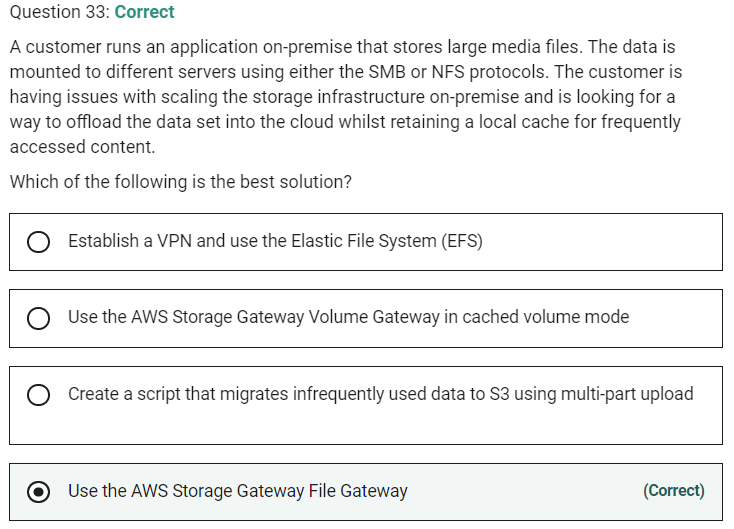 Question 33: Correct
A customer runs an application on-premise that stores large media files. The data is
mounted to different servers using either the SMB or NFS protocols. The customer is
having issues with scaling the storage infrastructure on-premise and is looking for a
way to offload the data set into the cloud whilst retaining a local cache for frequently
accessed content.
Which of the following is the best solution?
Establish a VPN and use the Elastic File System (EFS)
Use the AWS Storage Gateway Volume Gateway in cached volume mode
Create a script that migrates infrequently used data to S3 using multi-part upload
Use the AWS Storage Gateway File Gateway (Correct)